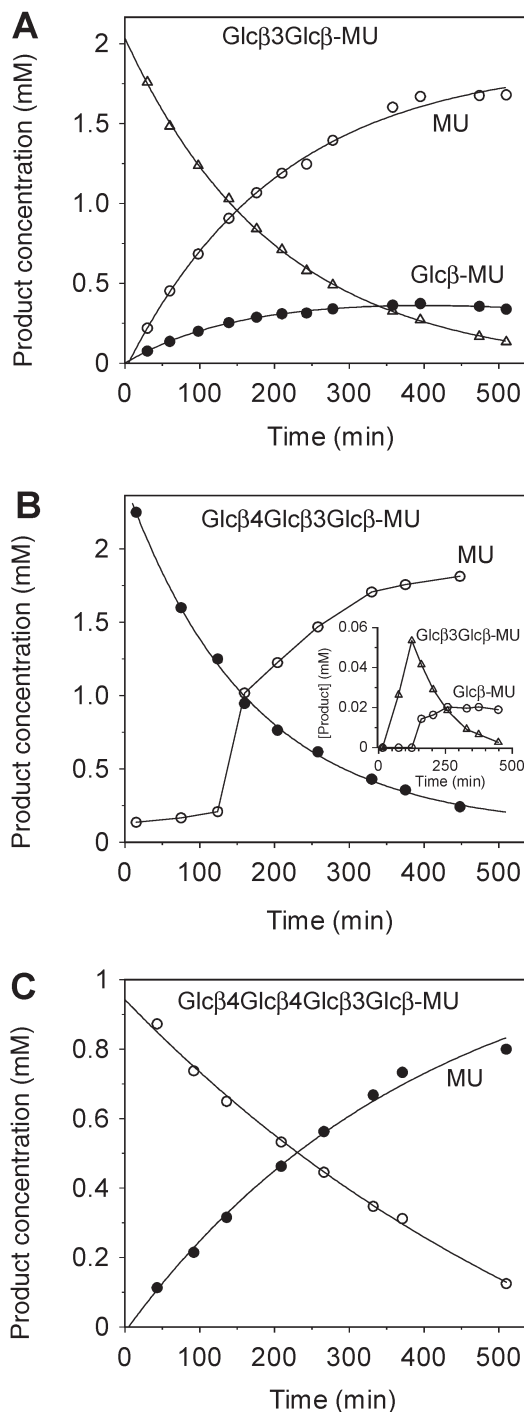 A
Glcβ3Glcβ-MU
Product concentration (mM)
2
1.5
1.0
0.5
0
MU
Glcβ-MU
0 100 200 300 400 500
Time (min)
B
Glcβ4Glcβ3Glcβ-MU
Product concentration (mM)
2
1.5
1.0
0.5
0
MU
[Product] (mM)
0.06
0.04
0.02
0
Glcβ3Glcβ-MU
Glcβ-MU
0 250 500
Time (min)
0 100 200 300 400 500
Time (min)
C
Glcβ4Glcβ4Glcβ3Glcβ-MU
Product concentration (mM)
1
0.8
0.6
0.4
0.2
0
MU
0 100 200 300 400 500
Time (min)